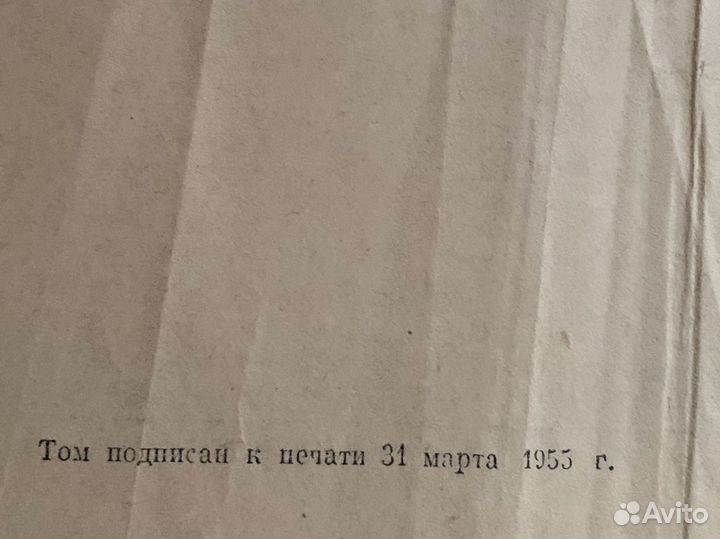 Том подписан к печати 31 марта 1955 г.
Avito